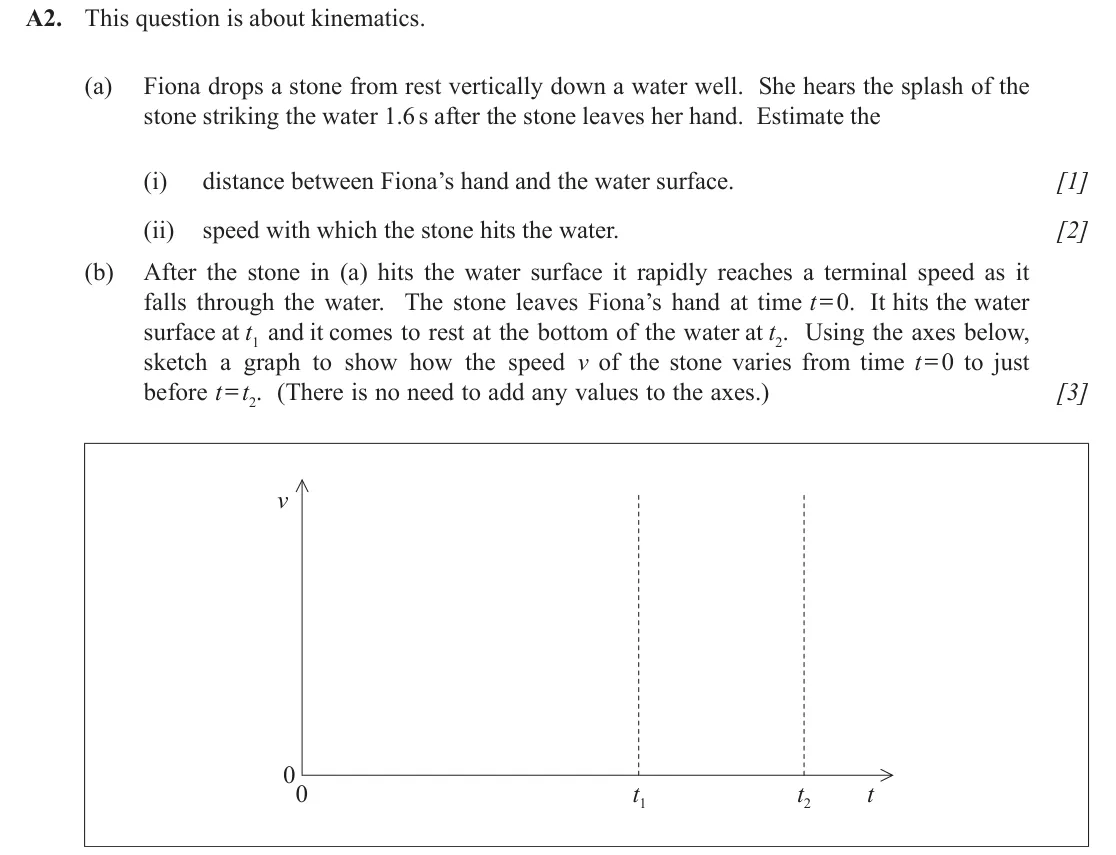 A2. This question is about kinematics.
(a) Fiona drops a stone from rest vertically down a water well. She hears the splash of the
stone striking the water 1.6 s after the stone leaves her hand. Estimate the
(i) distance between Fiona’s hand and the water surface. [1]
(ii) speed with which the stone hits the water. [2]
(b) After the stone in (a) hits the water surface it rapidly reaches a terminal speed as it
falls through the water. The stone leaves Fiona’s hand at time t=0. It hits the water
surface at t₁ and it comes to rest at the bottom of the water at t₂. Using the axes below,
sketch a graph to show how the speed v of the stone varies from time t=0 to just
before t=t₂. (There is no need to add any values to the axes.) [3]
v
0
0 t₁ t₂ t